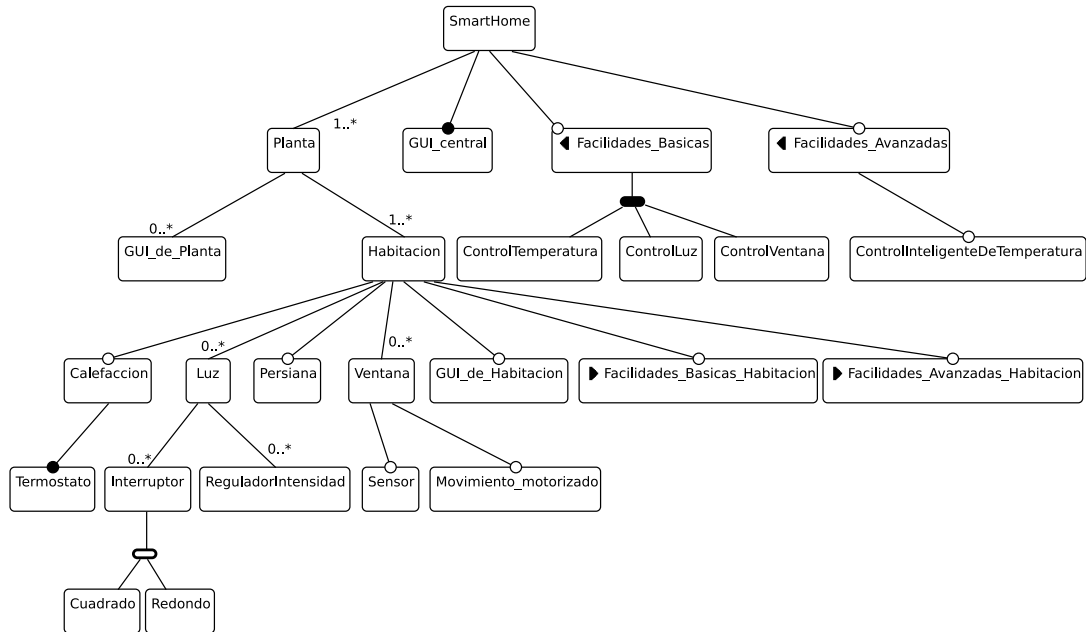 SmartHome
1..*
Planta
GUI_central
Facilidades_Basicas
Facilidades_Avanzadas
0..*
1..*
GUI_de_Planta
Habitacion
ControlTemperatura
ControlLuz
ControlVentana
ControlInteligenteDeTemperatura
0..*
0..*
Calefaccion
Luz
Persiana
Ventana
GUI_de_Habitacion
Facilidades_Basicas_Habitacion
Facilidades_Avanzadas_Habitacion
0..*
0..*
Termostato
Interruptor
ReguladorIntensidad
Sensor
Movimiento_motorizado
Cuadrado
Redondo